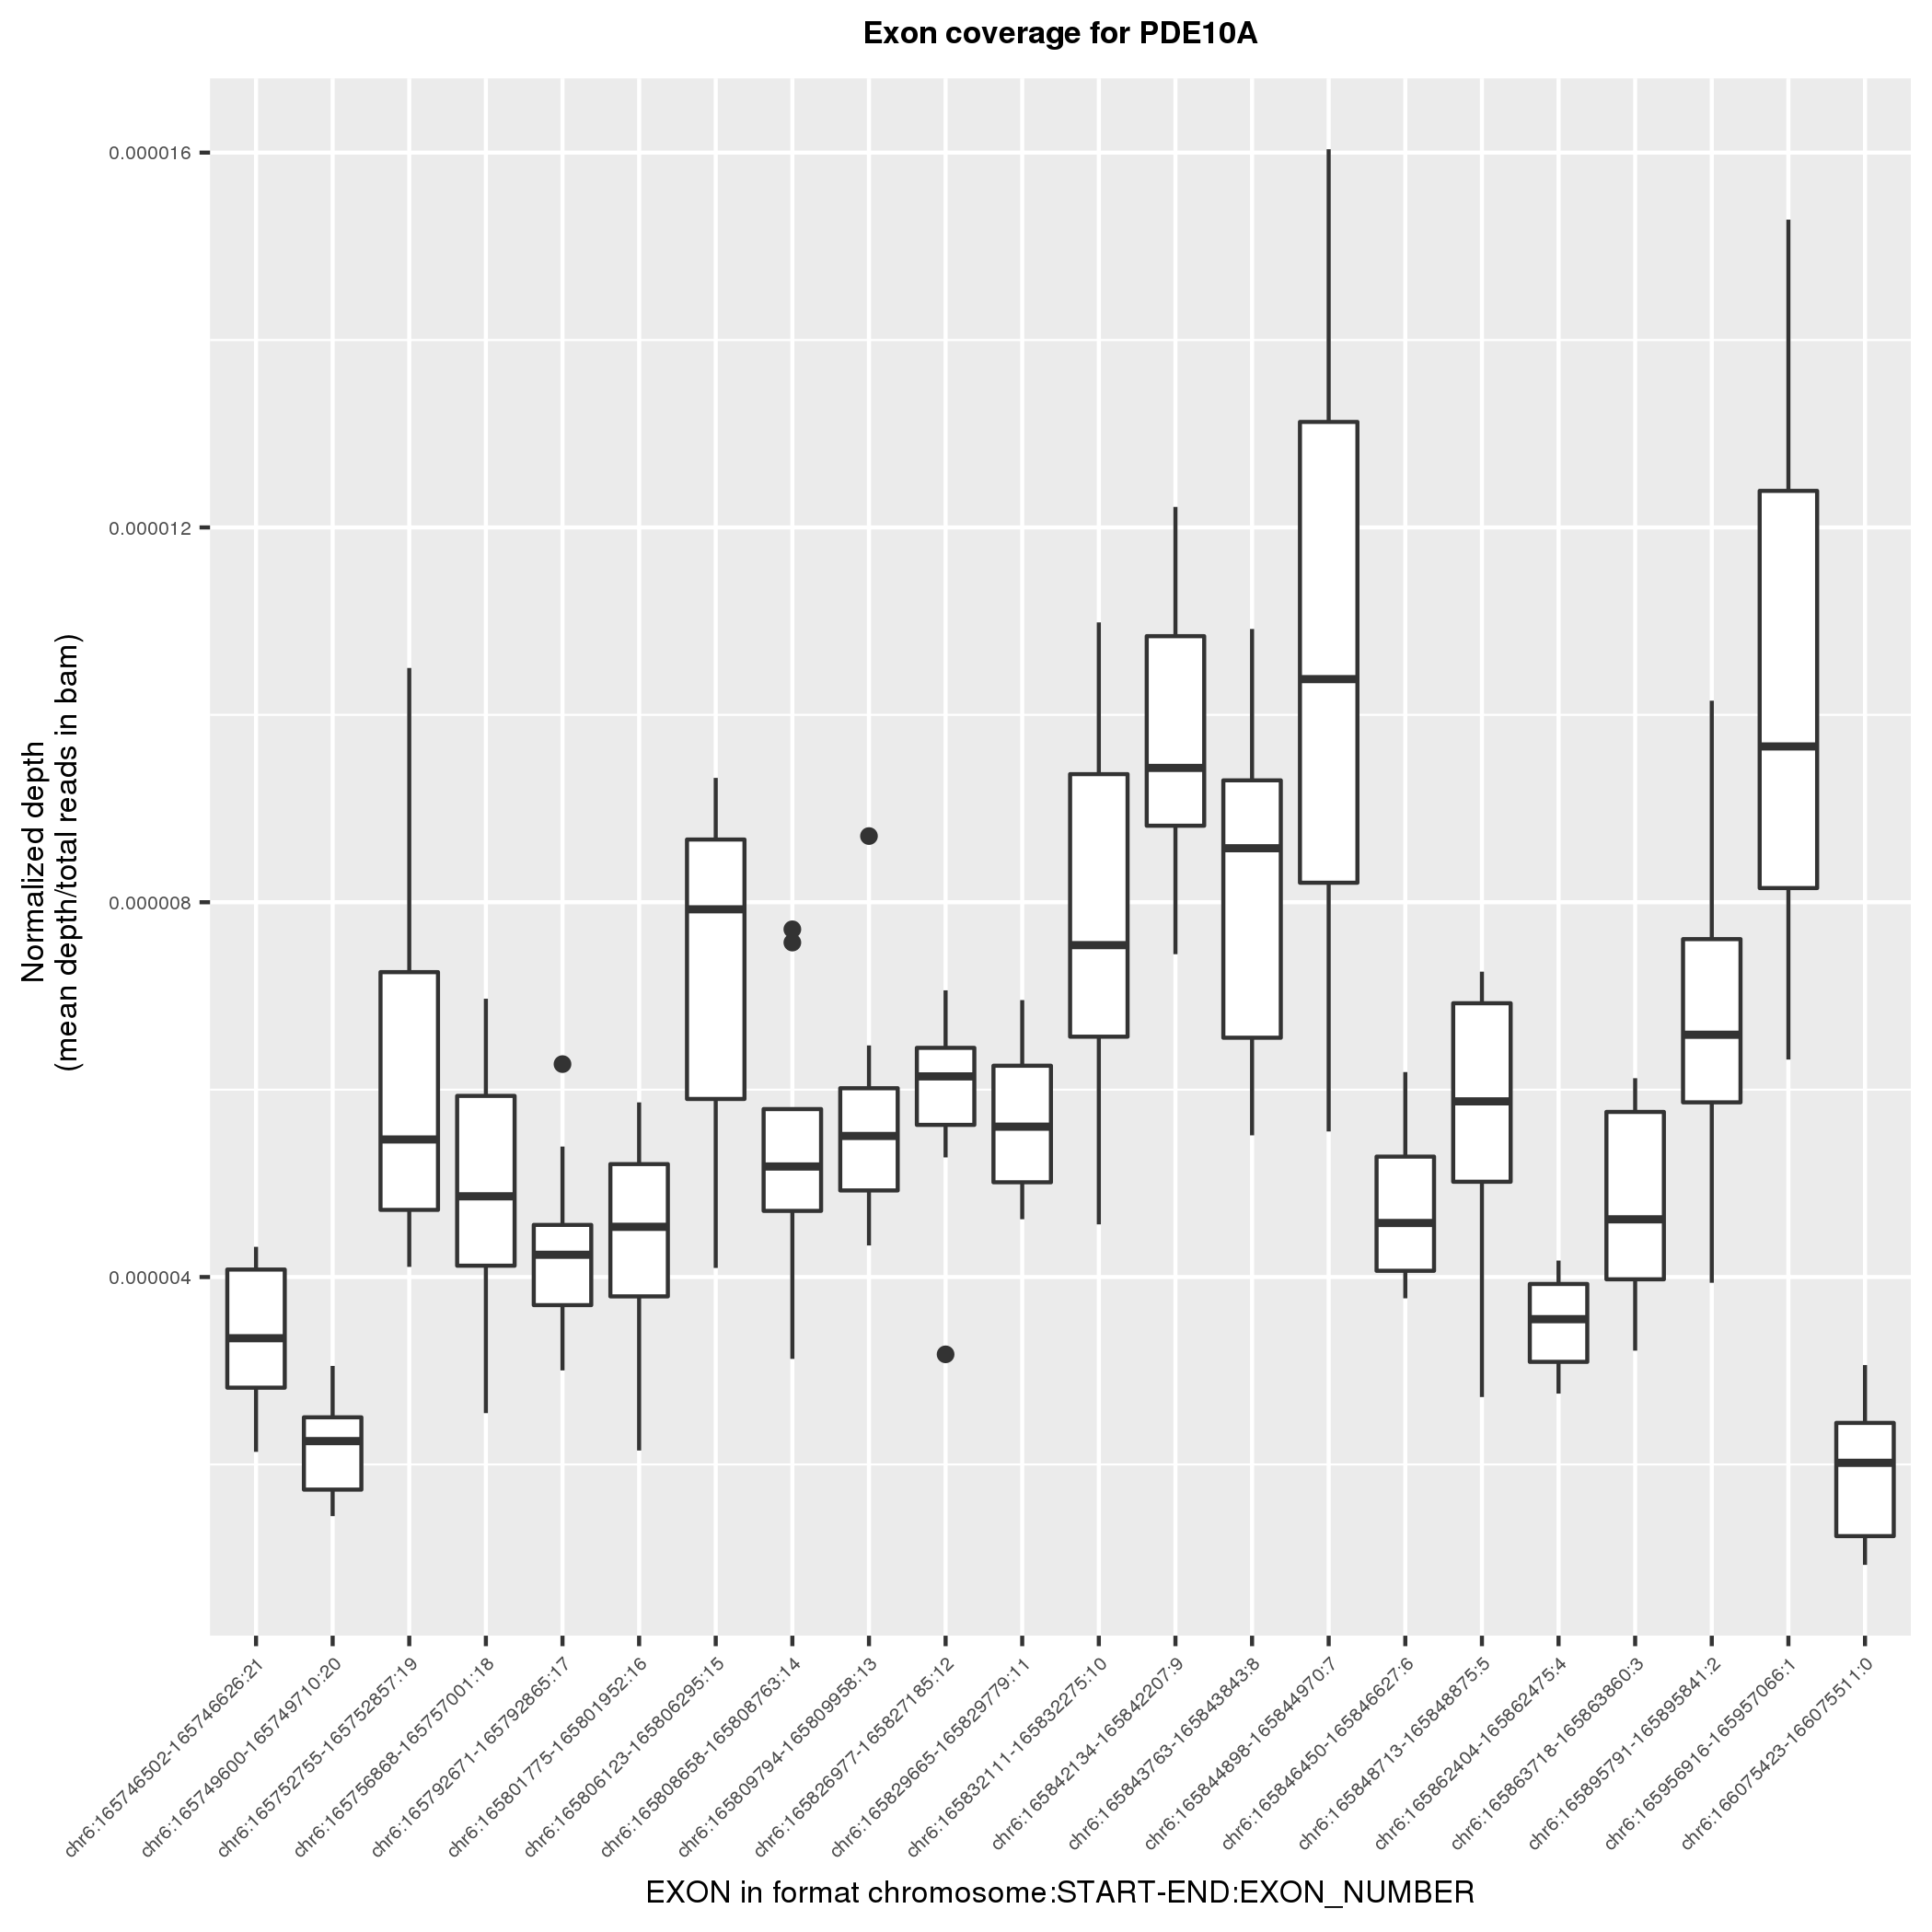 Exon coverage for PDE10A
0.000016
0.000012
0.000008
0.000004
Normalized depth
(mean depth/total reads in bam)
chr6:165746502-165746626:21
chr6:165749600-165749710:20
chr6:165752755-165752857:19
chr6:165756868-165757001:18
chr6:165792671-165792865:17
chr6:165801775-165801952:16
chr6:165806123-165806295:15
chr6:165808658-165808763:14
chr6:165809794-165809958:13
chr6:165826977-165827185:12
chr6:165829665-165829779:11
chr6:165832111-165832275:10
chr6:165842134-165842207:9
chr6:165843763-165843843:8
chr6:165844898-165844970:7
chr6:165846450-165846627:6
chr6:165848713-165848875:5
chr6:165862404-165862475:4
chr6:165863718-165863860:3
chr6:165895791-165895841:2
chr6:165956916-165957066:1
chr6:166075423-166075511:0
EXON in format chromosome:START-END:EXON_NUMBER